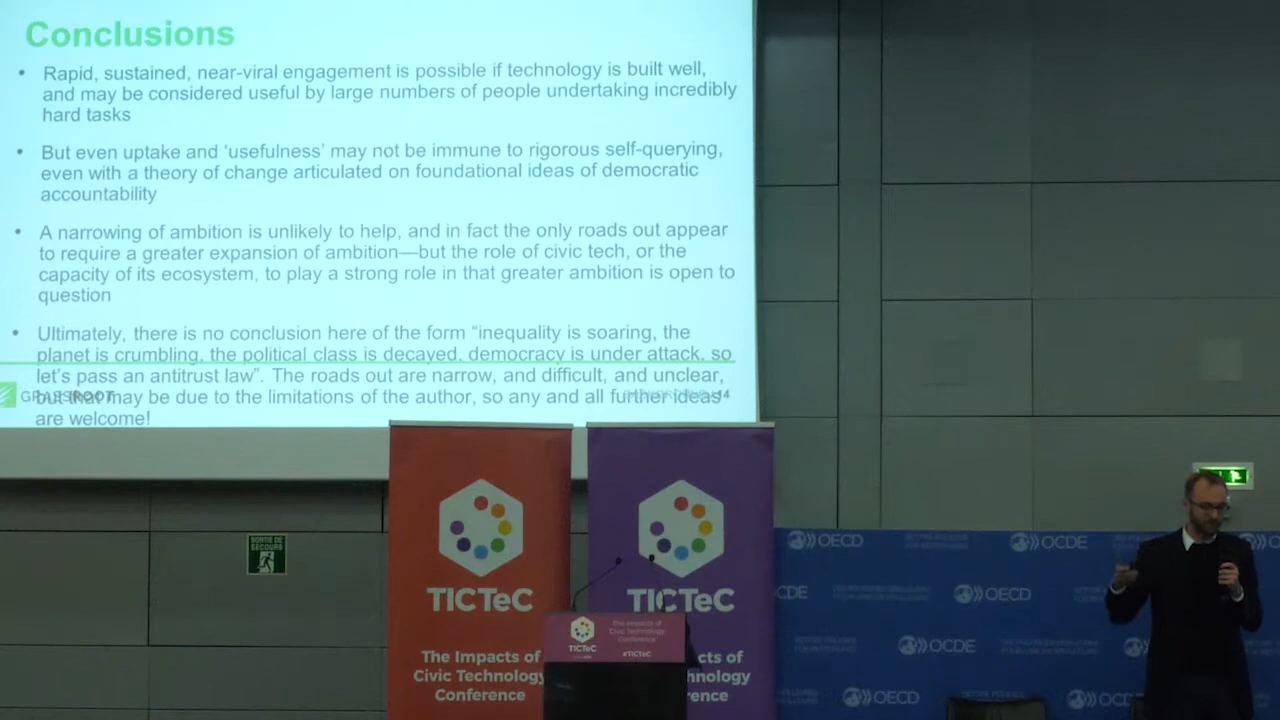 Conclusions
• Rapid, sustained, near-viral engagement is possible if technology is built well,
and may be considered useful by large numbers of people undertaking incredibly
hard tasks
• But even uptake and 'usefulness' may not be immune to rigorous self-querying,
even with a theory of change articulated on foundational ideas of democratic
accountability
• A narrowing of ambition is unlikely to help, and in fact the only roads out appear
to require a greater expansion of ambition—but the role of civic tech, or the
capacity of its ecosystem, to play a strong role in that greater ambition is open to
question
• Ultimately, there is no conclusion here of the form “inequality is soaring, the
planet is crumbling, the political class is decayed, democracy is under attack, so
let's pass an antitrust law”. The roads out are narrow, and difficult, and unclear,
but that may be due to the limitations of the author, so any and all further ideas
are welcome!
GRASSROOT
14
SORTIE DE
SECOURS
TICTeC
The Impacts of
Civic Technology
Conference
TICTeC
cts of
hnology
rence
TICTeC
The Impacts of
Civic Technology
Conference
#TICTeC
OECD
OCDE
CDE
OECD
OCDE
OECD
OCDE